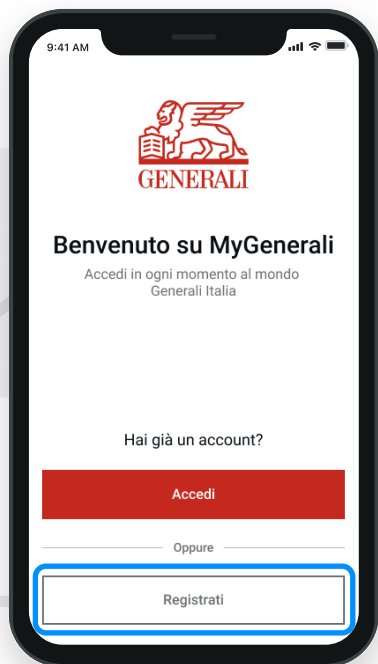 9:41 AM
GENERALI
Benvenuto su MyGenerali
Accedi in ogni momento al mondo
Generali Italia
Hai già un account?
Accedi
Oppure
Registrati